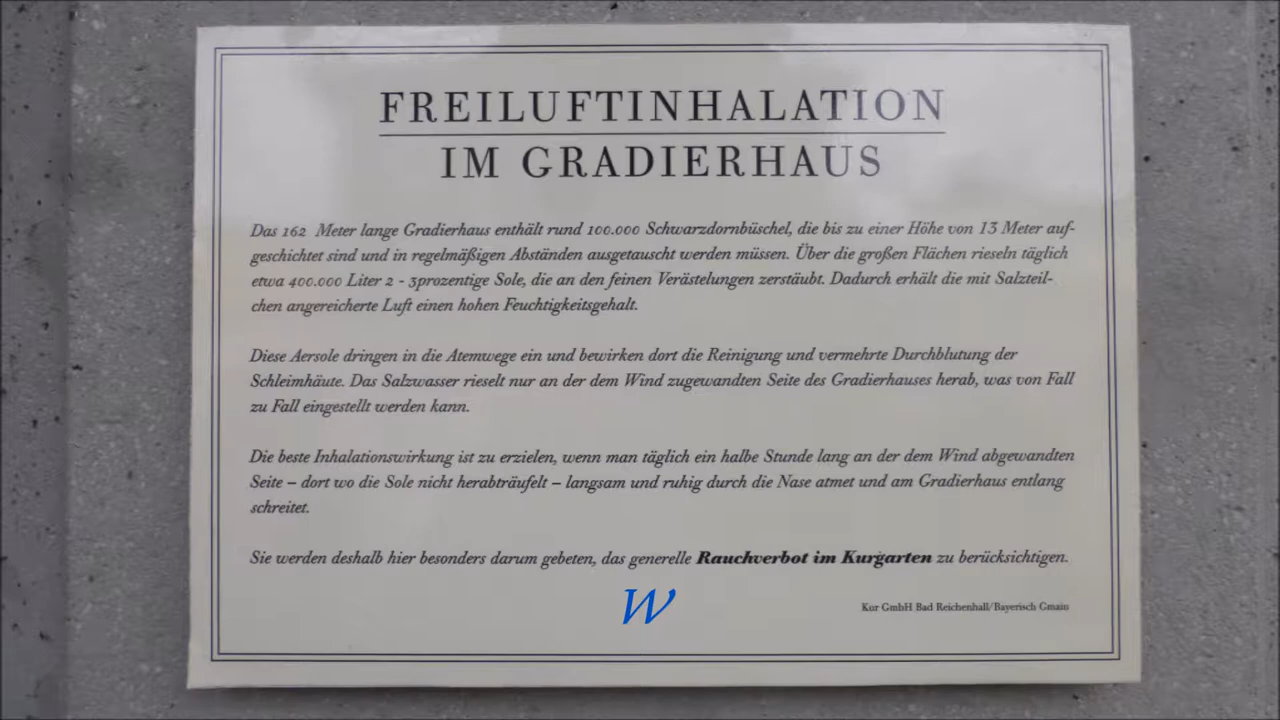 FREILUFTINHALATION
IM GRADIERHAUS
Das 162 Meter lange Gradierhaus enthält rund 100.000 Schwarzdornbüschel, die bis zu einer Höhe von 13 Meter auf-
geschichtet sind und in regelmäßigen Abständen ausgetauscht werden müssen. Über die großen Flächen rieseln täglich
etwa 400.000 Liter 2 - 3prozentige Sole, die an den feinen Verästelungen zerstäubt. Dadurch erhält die mit Salzteil-
chen angereicherte Luft einen hohen Feuchtigkeitsgehalt.
Diese Aersole dringen in die Atemwege ein und bewirken dort die Reinigung und vermehrte Durchblutung der
Schleimhäute. Das Salzwasser rieselt nur an der dem Wind zugewandten Seite des Gradierhauses herab, was von Fall
zu Fall eingestellt werden kann.
Die beste Inhalationswirkung ist zu erzielen, wenn man täglich ein halbe Stunde lang an der dem Wind abgewandten
Seite – dort wo die Sole nicht herabträufelt – langsam und ruhig durch die Nase atmet und am Gradierhaus entlang
schreitet.
Sie werden deshalb hier besonders darum gebeten, das generelle Rauchverbot im Kurgarten zu berücksichtigen.
W
Kur GmbH Bad Reichenhall/Bayerisch Gmain